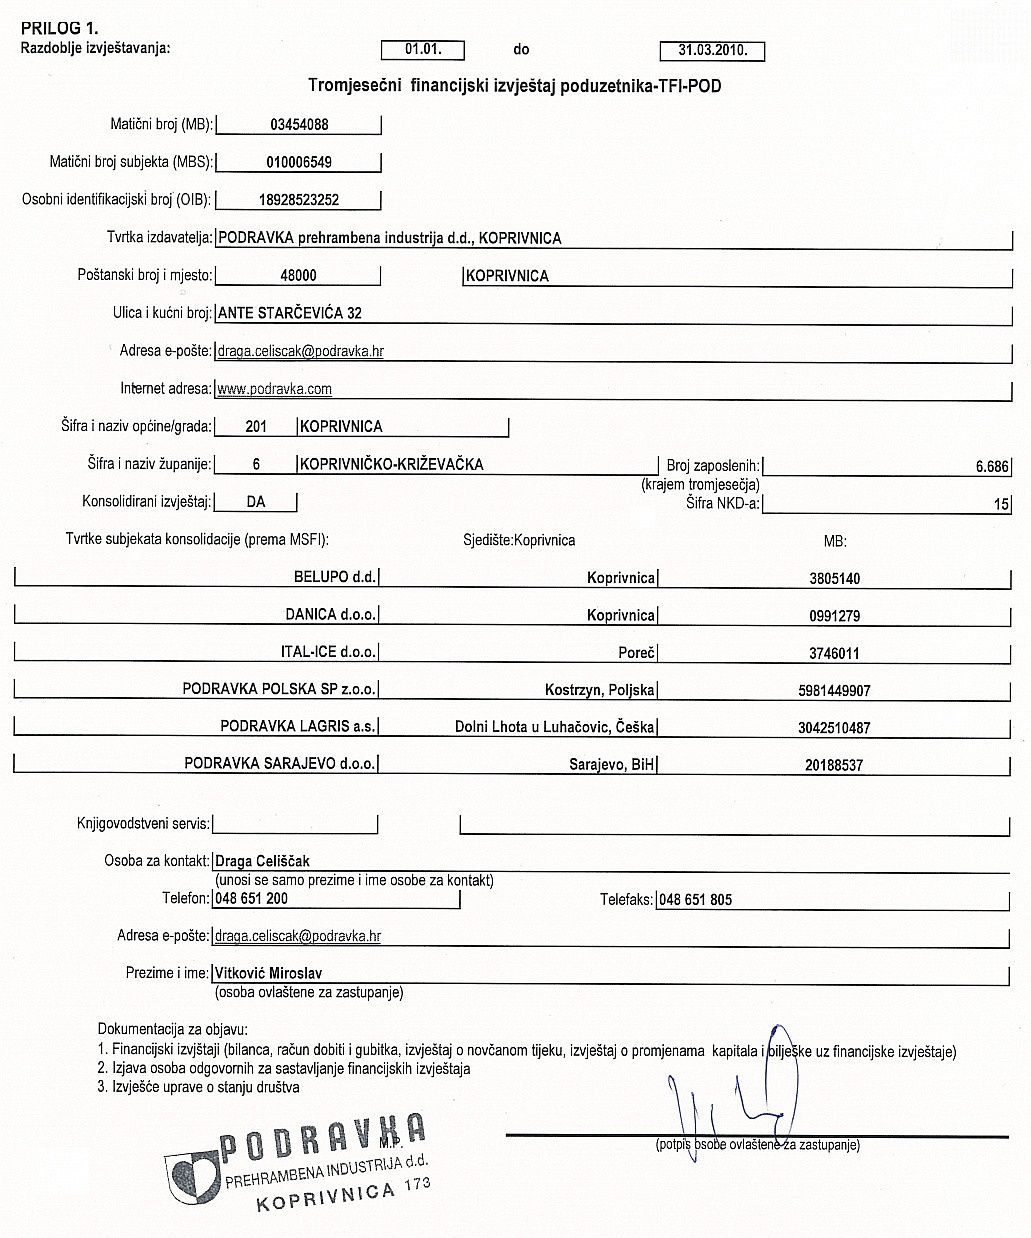 PRILOG 1.
Razdoblje izvještavanja: 01.01. do 31.03.2010.
Tromjesečni financijski izvještaj poduzetnika-TFI-POD
Matični broj (MB): 03454088
Matični broj subjekta (MBS): 010006549
Osobni identifikacijski broj (OIB): 18928523252
Tvrtka izdavatelja: PODRAVKA prehrambena industrija d.d., KOPRIVNICA
Poštanski broj i mjesto: 48000 KOPRIVNICA
Ulica i kućni broj: ANTE STARČEVIĆA 32
Adresa e-pošte: draga.celiscak@podravka.hr
Internet adresa: www.podravka.com
Šifra i naziv općine/grada: 201 KOPRIVNICA
Šifra i naziv županije: 6 KOPRIVNIČKO-KRIŽEVAČKA Broj zaposlenih: 6.686
(krajem tromjesečja)
Konsolidirani izvještaj: DA Šifra NKD-a: 15
Tvrtke subjekata konsolidacije (prema MSFI): Sjedište:Koprivnica MB:
BELUPO d.d. Koprivnica 3805140
DANICA d.o.o. Koprivnica 0991279
ITAL-ICE d.o.o. Poreč 3746011
PODRAVKA POLSKA SP z.o.o. Kostrzyn, Poljska 5981449907
PODRAVKA LAGRIS a.s. Dolni Lhota u Luhačovic, Češka 3042510487
PODRAVKA SARAJEVO d.o.o. Sarajevo, BiH 20188537
Knjigovodstveni servis:
Osoba za kontakt: Draga Celiščak
(unosi se samo prezime i ime osobe za kontakt)
Telefon: 048 651 200 Telefaks: 048 651 805
Adresa e-pošte: draga.celiscak@podravka.hr
Prezime i ime: Vitković Miroslav
(osoba ovlaštene za zastupanje)
Dokumentacija za objavu:
1. Financijski izvjštaji (bilanca, račun dobiti i gubitka, izvještaj o novčanom tijeku, izvještaj o promjenama kapitala i bilješke uz financijske izvještaje)
2. Izjava osoba odgovornih za sastavljanje financijskih izvještaja
3. Izvješće uprave o stanju društva
PODRAVKA
M.P.
PREHRAMBENA INDUSTRIJA d.d.
KOPRIVNICA 173
(potpis osobe ovlaštene za zastupanje)